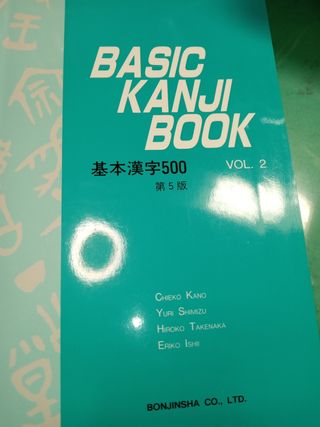 BASIC
KANJI
BOOK
基本漢字500 VOL. 2
第5版
CHIEKO KANO
YURI SHIMIZU
HIROKO TAKENAKA
ERIKO ISHII
BONJINSHA CO., LTD.